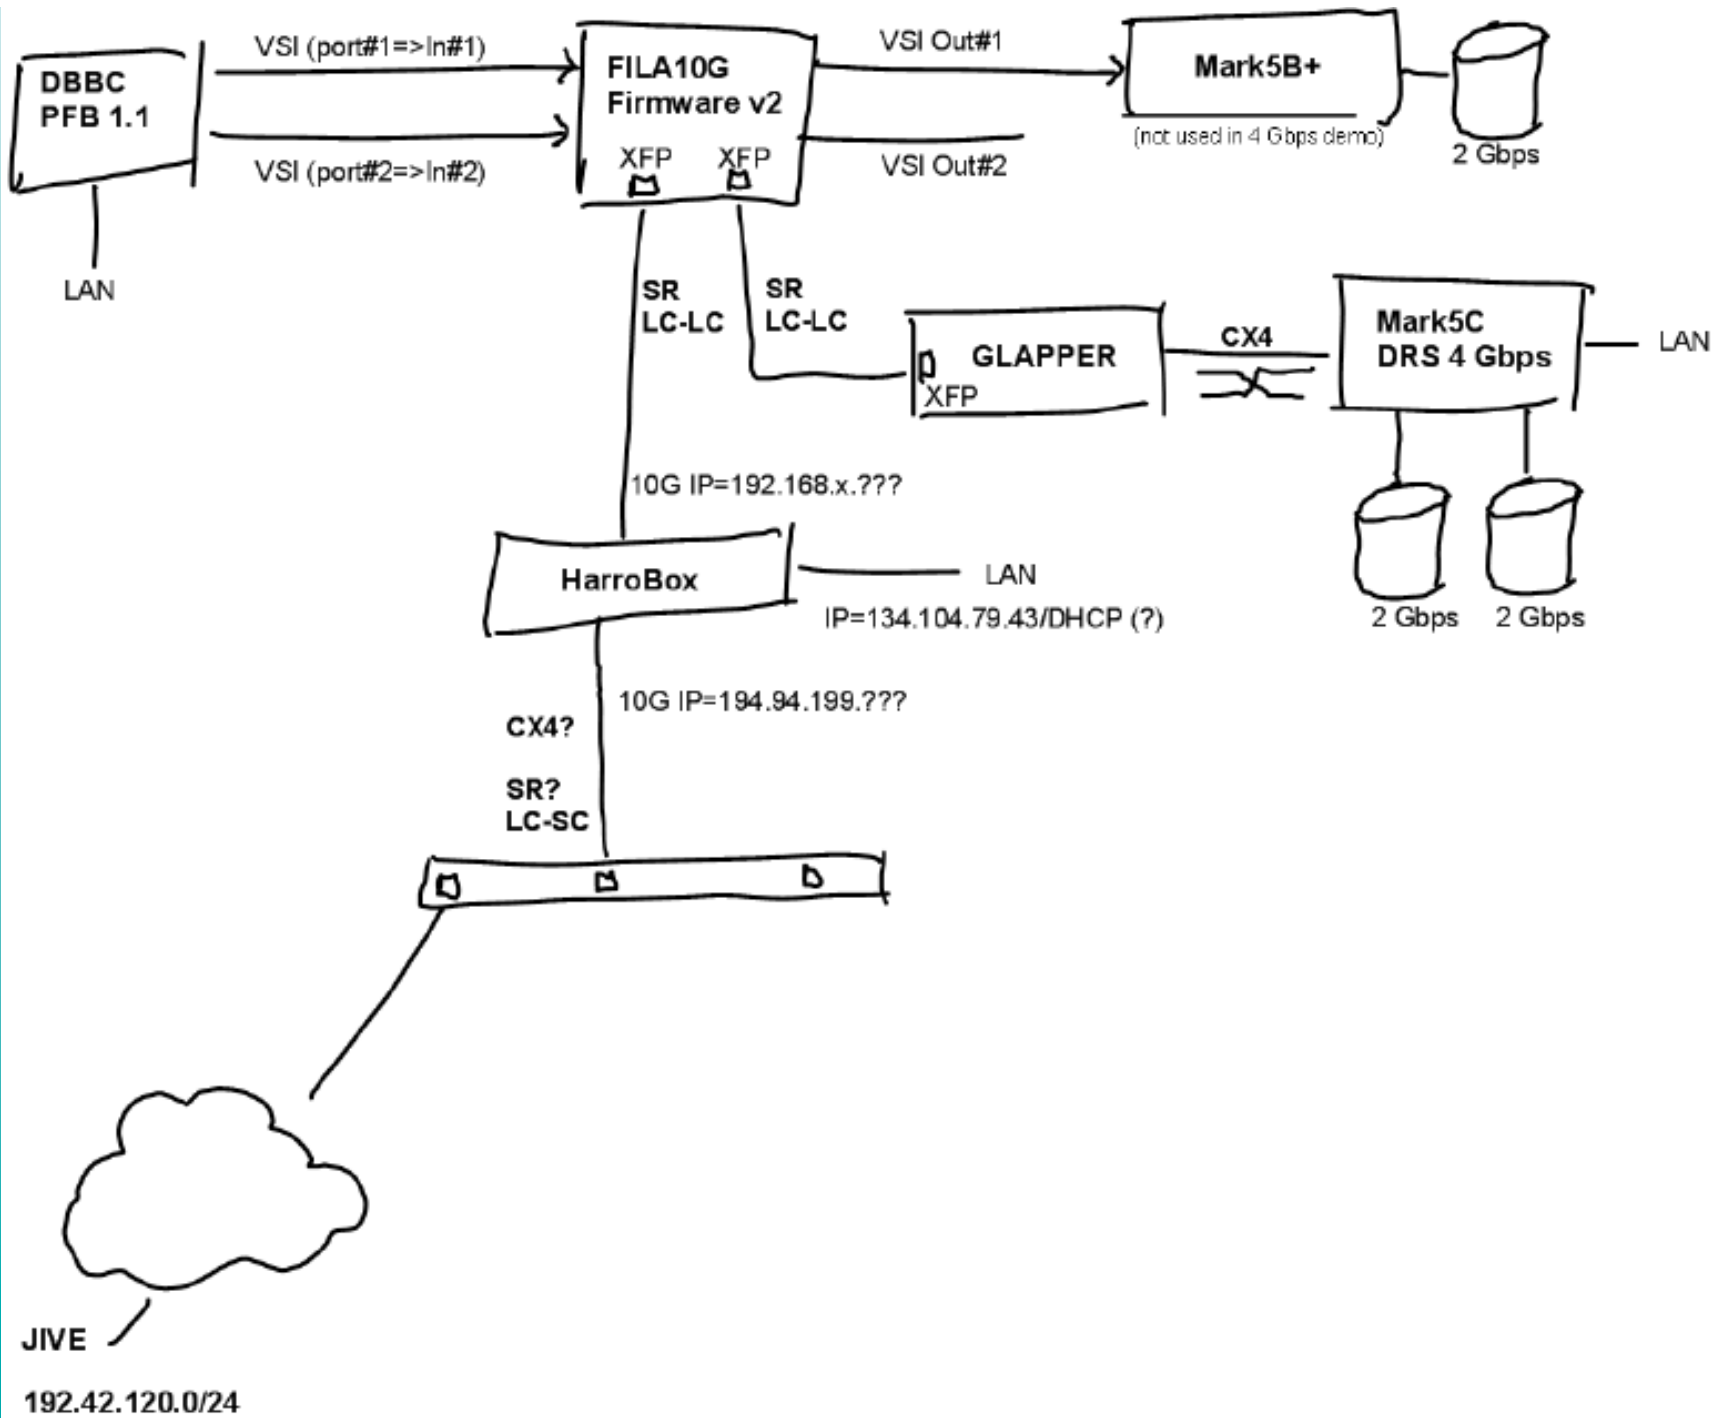 VSI (port#1=>In#1)
DBBC
PFB 1.1
VSI (port#2=>In#2)
LAN
FILA10G
Firmware v2
XFP XFP
VSI Out#1
VSI Out#2
Mark5B+
(not used in 4 Gbps demo)
2 Gbps
SR
LC-LC
SR
LC-LC
GLAPPER
XFP
CX4
Mark5C
DRS 4 Gbps
LAN
2 Gbps 2 Gbps
10G IP=192.168.x.???
HarroBox
LAN
IP=134.104.79.43/DHCP (?)
10G IP=194.94.199.???
CX4?
SR?
LC-SC
JIVE
192.42.120.0/24